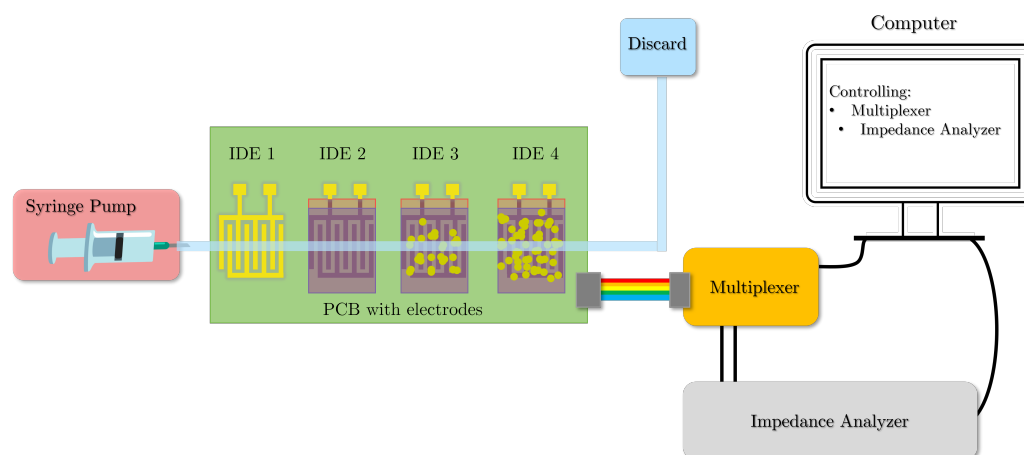 Computer
Discard
Controlling:
• Multiplexer
• Impedance Analyzer
IDE 1
IDE 2
IDE 3
IDE 4
Syringe Pump
Multiplexer
PCB with electrodes
Impedance Analyzer